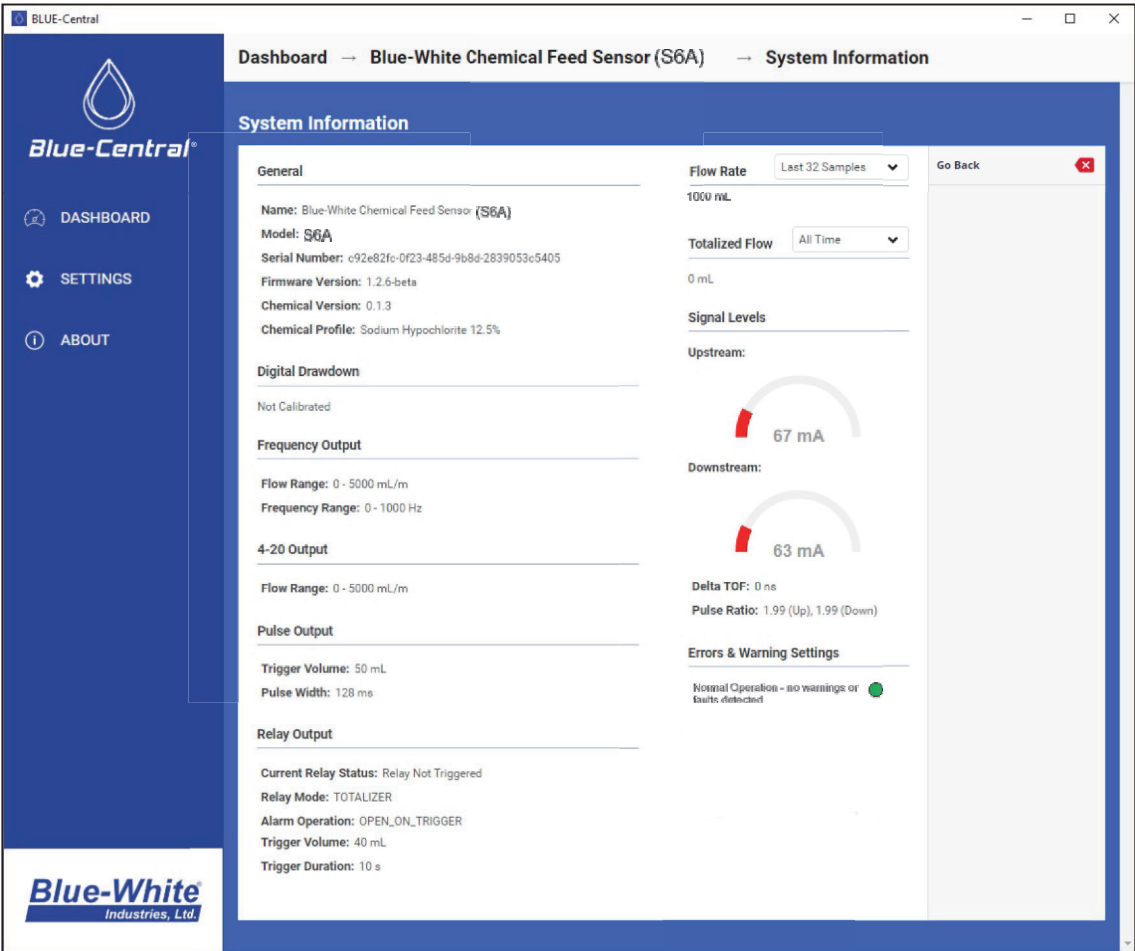 BLUE-Central
Dashboard → Blue-White Chemical Feed Sensor (S6A) → System Information
Blue-Central®
DASHBOARD
SETTINGS
ABOUT
Blue-White®
Industries, Ltd.
System Information
General
Name: Blue-White Chemical Feed Sensor (S6A)
Model: S6A
Serial Number: c92e82fc-0f23-485d-9b8d-2839053c5405
Firmware Version: 1.2.6-beta
Chemical Version: 0.1.3
Chemical Profile: Sodium Hypochlorite 12.5%
Digital Drawdown
Not Calibrated
Frequency Output
Flow Range: 0 - 5000 mL/m
Frequency Range: 0 - 1000 Hz
4-20 Output
Flow Range: 0 - 5000 mL/m
Pulse Output
Trigger Volume: 50 mL
Pulse Width: 128 ms
Relay Output
Current Relay Status: Relay Not Triggered
Relay Mode: TOTALIZER
Alarm Operation: OPEN_ON_TRIGGER
Trigger Volume: 40 mL
Trigger Duration: 10 s
Flow Rate Last 32 Samples
1000 mL
Totalized Flow All Time
0 mL
Signal Levels
Upstream:
67 mA
Downstream:
63 mA
Delta TOF: 0 ns
Pulse Ratio: 1.99 (Up), 1.99 (Down)
Errors & Warning Settings
Normal Operation - no warnings or
faults detected
Go Back